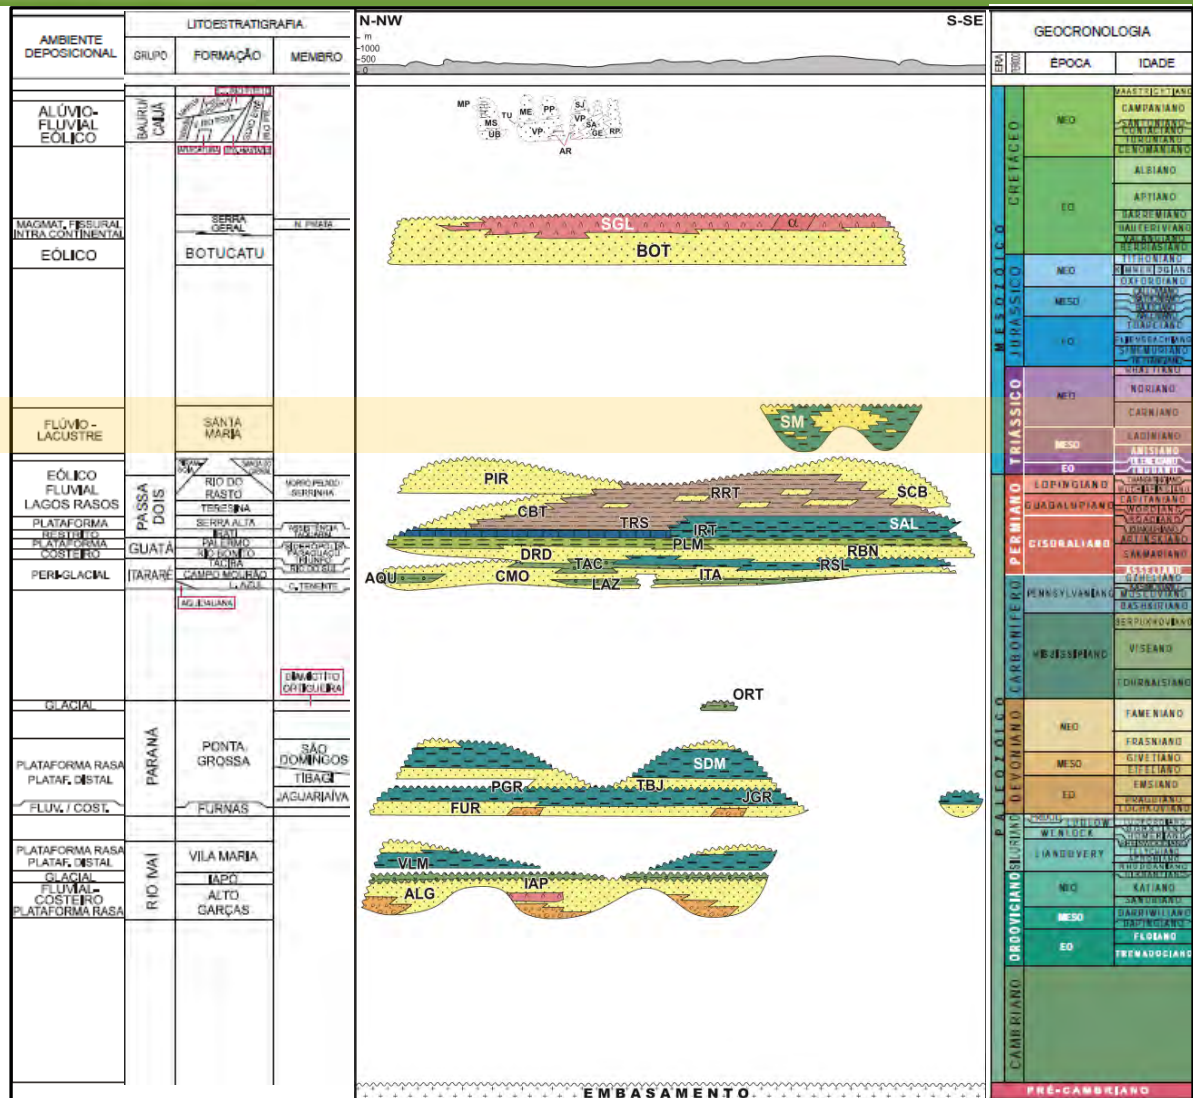 AMBIENTE
DEPOSICIONAL
LITOESTRATIGRAFIA
GRUPO
FORMAÇÃO
MEMBRO
N-NW
S-SE
m
1000
500
0
GEOCRONOLOGIA
ERA
ÉPOCA
IDADE
ALÚVIO-
FLUVIAL
EÓLICO
BAURU/
CAIUÁ
MAGMAT. FISSURAL
INTRA CONTINENTAL
EÓLICO
SERRA
GERAL
N. PRATA
BOTUCATU
FLÚVIO -
LACUSTRE
SANTA
MARIA
EÓLICO
FLUVIAL
LAGOS RASOS
PLATAFORMA
RESTRITO
PLATAFORMA
COSTEIRO
PERI-GLACIAL
PASSA
DOIS
GUATÁ
ITARARÉ
RIO DO
RASTO
TERESINA
SERRA ALTA
IRATI
PALERMO
RIO BONITO
TACIBA
CAMPO MOURÃO
L. AZUL
AQUIDAUANA
MORRO PELADO
SERRINHA
C. TENENTE
DIAMICTITO
ORTIGUEIRA
GLACIAL
PLATAFORMA RASA
PLATAF. DISTAL
FLUV. / COST.
PARANÁ
PONTA
GROSSA
FURNAS
SÃO
DOMINGOS
TIBAGI
JAGUARIAÍVA
PLATAFORMA RASA
PLATAF. DISTAL
GLACIAL
FLUVIAL-
COSTEIRO
PLATAFORMA RASA
RIO IVAÍ
VILA MARIA
IAPÓ
ALTO
GARÇAS
MP
MS
UB
TU
ME
PP
VP
SJ
VP
SA
GE
RP
AR
SGL
α
BOT
SM
PIR
RRT
SCB
CBT
TRS
IRT
SAL
PLM
DRD
RBN
TAC
RSL
AQU
CMO
LAZ
ITA
ORT
SDM
PGR
TBJ
JGR
FUR
VLM
IAP
ALG
EMBASAMENTO
MESOZÓICO
CRETÁCEO
NEO
EO
MAASTRICHTIANO
CAMPANIANO
SANTONIANO
CONIACIANO
TURONIANO
CENOMANIANO
ALBIANO
APTIANO
BARREMIANO
HAUTERIVIANO
VALANGIANO
BERRIASIANO
JURÁSSICO
NEO
MESO
EO
TITHONIANO
OXFORDIANO
TOARCIANO
PLIENSBACHIANO
SINEMURIANO
TRIÁSSICO
NEO
MESO
EO
NORIANO
CARNIANO
LADINIANO
ANISIANO
PALEOZÓICO
PERMIANO
LOPINGIANO
GUADALUPIANO
CISURALIANO
CAPITANIANO
WORDIANO
ARTINSKIANO
SAKMARIANO
ASSELIANO
CARBONÍFERO
PENNSYLVANIANO
MISSISSIPIANO
GZHELIANO
MOSCOVIANO
BASHKIRIANO
SERPUKHOVIANO
VISEANO
TOURNAISIANO
DEVONIANO
NEO
MESO
EO
FAMENIANO
FRASNIANO
GIVETIANO
EIFELIANO
EMSIANO
PRAGUIANO
LOCHKOVIANO
SILURIANO
LUDLOW
WENLOCK
LLANDOVERY
ORDOVICIANO
NEO
MESO
EO
KATIANO
SANDBIANO
DARRIWILIANO
DAPINGIANO
FLOIANO
TREMADOCIANO
CAMBRIANO
PRÉ-CAMBRIANO